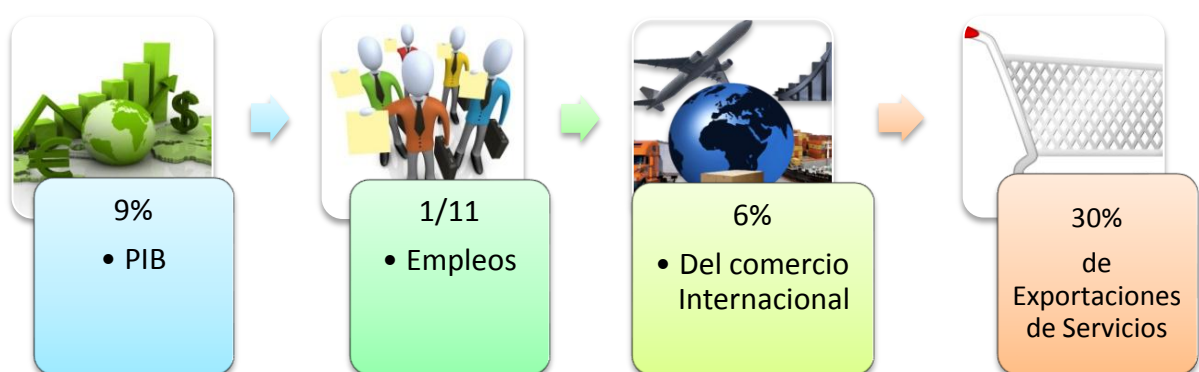 9%
• PIB
1/11
• Empleos
6%
• Del comercio
Internacional
30%
de
Exportaciones
de Servicios